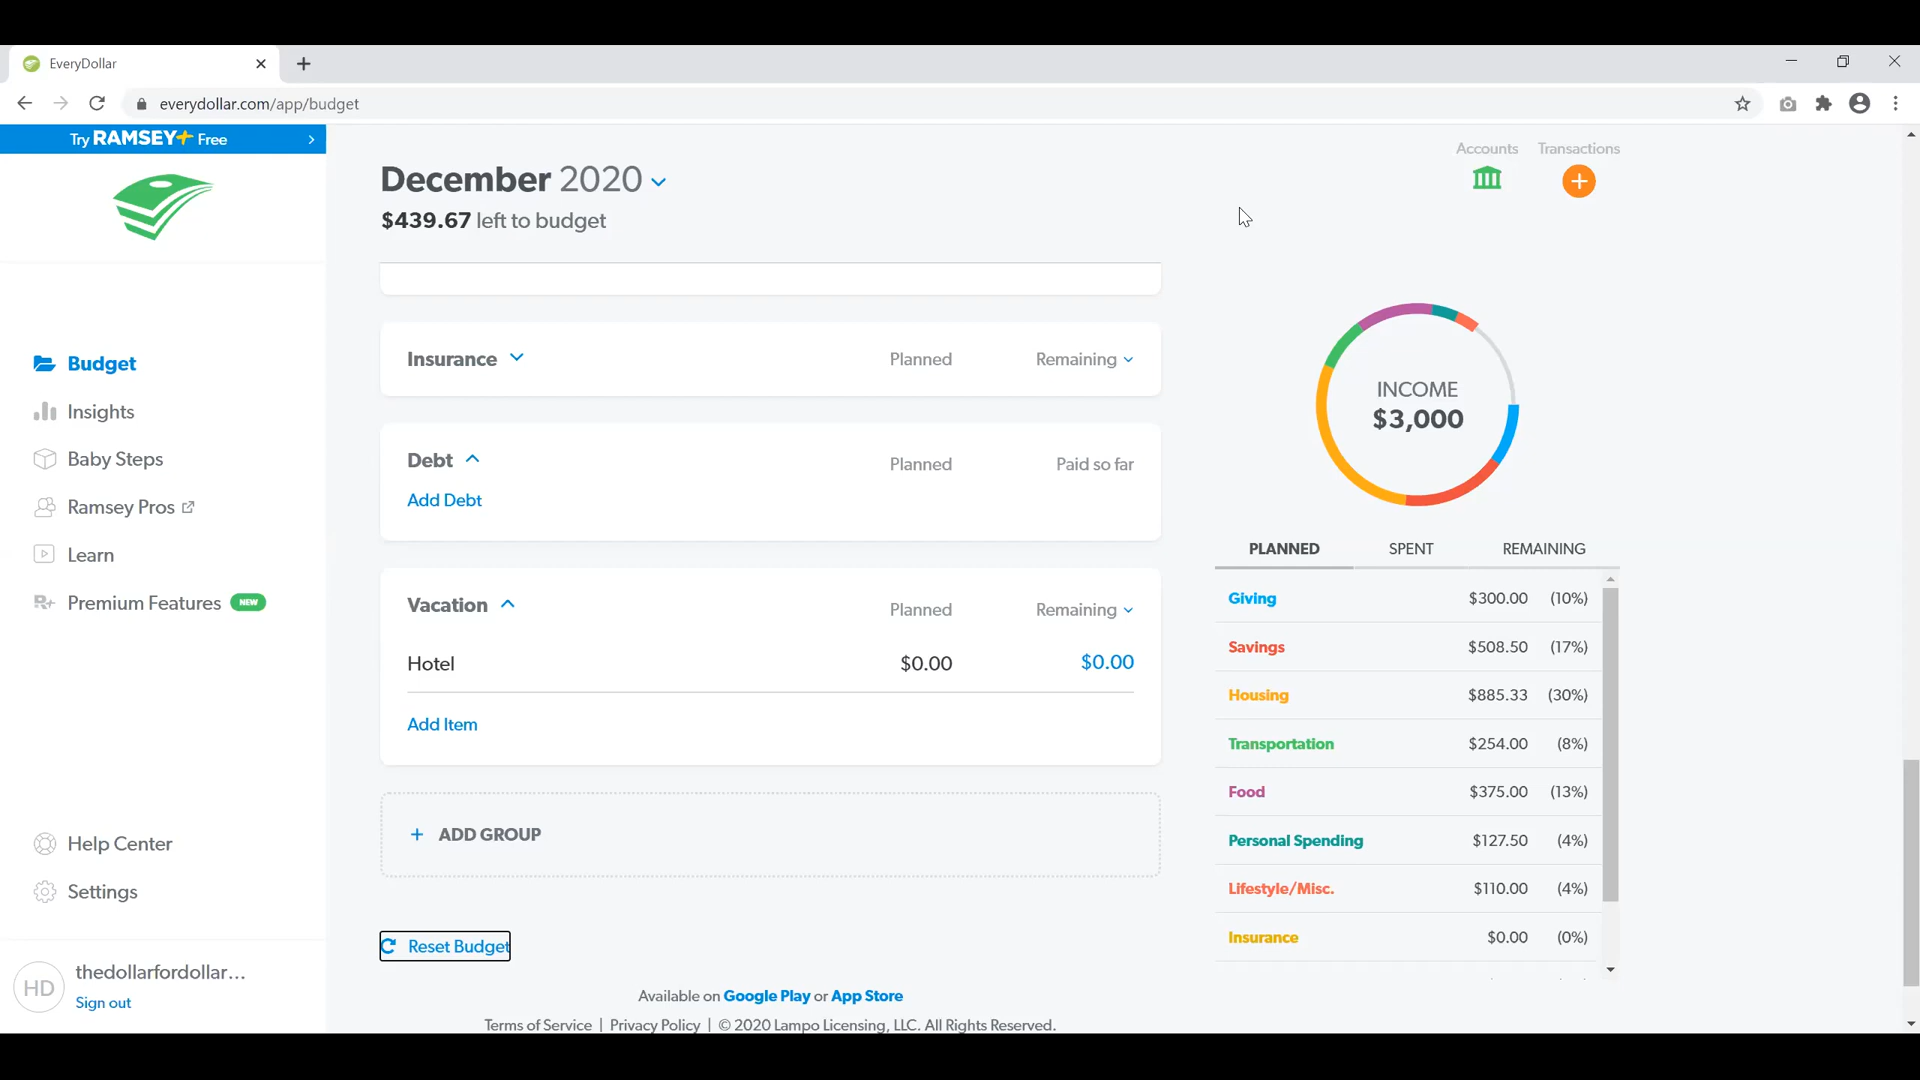 EveryDollar
everydollar.com/app/budget
Try RAMSEY+ Free
Budget
Insights
Baby Steps
Ramsey Pros
Learn
R+ Premium Features NEW
Help Center
Settings
HD
thedollarfordollar...
Sign out
December 2020
$439.67 left to budget
Accounts Transactions
Insurance Planned Remaining
Debt Planned Paid so far
Add Debt
Vacation Planned Remaining
Hotel $0.00 $0.00
Add Item
+ ADD GROUP
Reset Budget
Available on Google Play or App Store
Terms of Service | Privacy Policy | © 2020 Lampo Licensing, LLC. All Rights Reserved.
INCOME
$3,000
PLANNED SPENT REMAINING
Giving $300.00 (10%)
Savings $508.50 (17%)
Housing $885.33 (30%)
Transportation $254.00 (8%)
Food $375.00 (13%)
Personal Spending $127.50 (4%)
Lifestyle/Misc. $110.00 (4%)
Insurance $0.00 (0%)